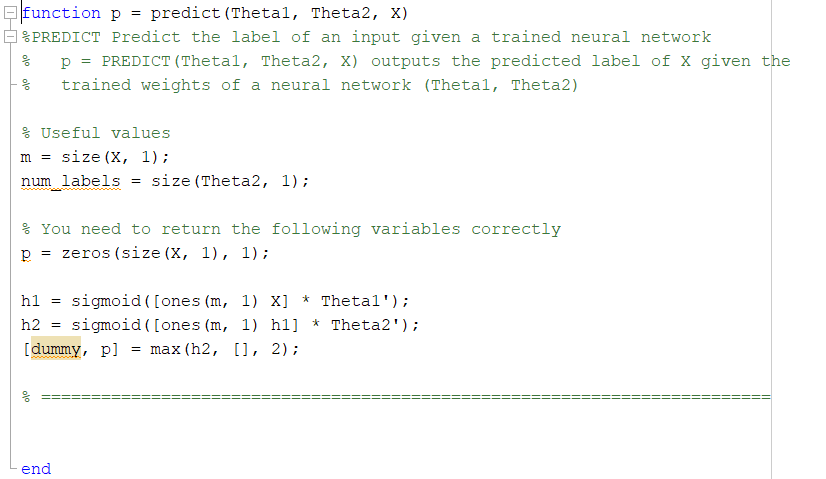 function p = predict(Theta1, Theta2, X)
%PREDICT Predict the label of an input given a trained neural network
%   p = PREDICT(Theta1, Theta2, X) outputs the predicted label of X given the
%   trained weights of a neural network (Theta1, Theta2)
% Useful values
m = size(X, 1);
num_labels = size(Theta2, 1);
% You need to return the following variables correctly
p = zeros(size(X, 1), 1);
h1 = sigmoid([ones(m, 1) X] * Theta1');
h2 = sigmoid([ones(m, 1) h1] * Theta2');
[dummy, p] = max(h2, [], 2);
% =========================================================================
end